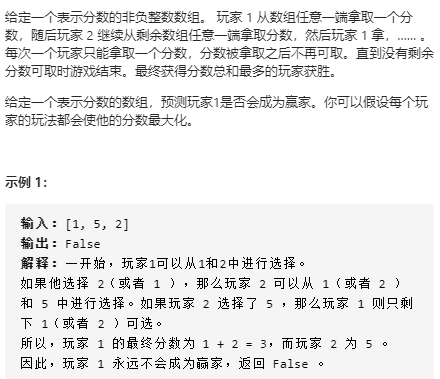 给定一个表示分数的非负整数数组。 玩家 1 从数组任意一端拿取一个分
数，随后玩家 2 继续从剩余数组任意一端拿取分数，然后玩家 1 拿，…… 。
每次一个玩家只能拿取一个分数，分数被拿取之后不再可取。直到没有剩余
分数可取时游戏结束。最终获得分数总和最多的玩家获胜。
给定一个表示分数的数组，预测玩家1是否会成为赢家。你可以假设每个玩
家的玩法都会使他的分数最大化。
示例 1：
输入：[1, 5, 2]
输出：False
解释：一开始，玩家1可以从1和2中进行选择。
如果他选择 2（或者 1 ），那么玩家 2 可以从 1（或者 2 ）
和 5 中进行选择。如果玩家 2 选择了 5 ，那么玩家 1 则只剩
下 1（或者 2 ）可选。
所以，玩家 1 的最终分数为 1 + 2 = 3，而玩家 2 为 5 。
因此，玩家 1 永远不会成为赢家，返回 False 。